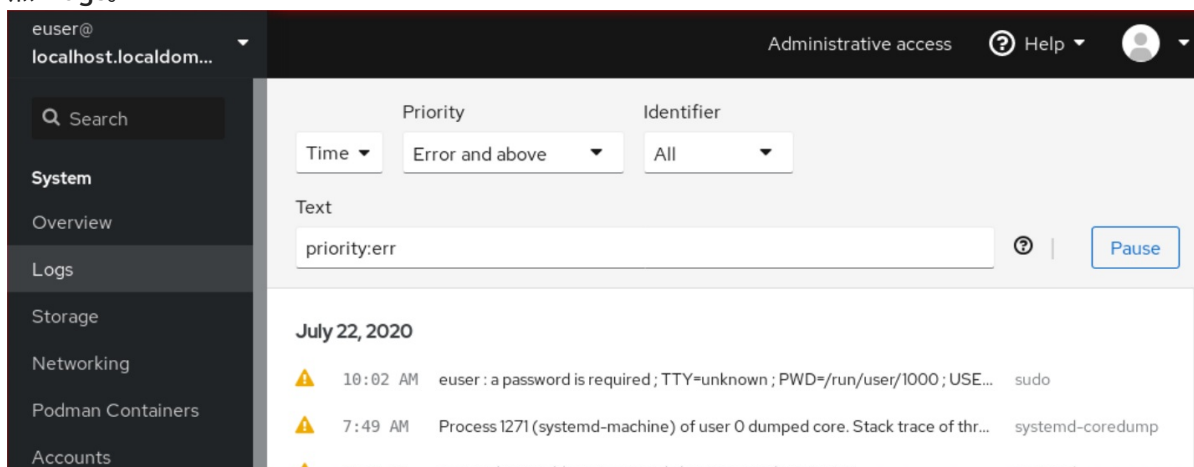 euser@
localhost.localdom...
Administrative access
Help
Search
System
Overview
Logs
Storage
Networking
Podman Containers
Accounts
Priority
Identifier
Time
Error and above
All
Text
priority:err
Pause
July 22, 2020
10:02 AM euser : a password is required ; TTY=unknown ; PWD=/run/user/1000 ; USE... sudo
7:49 AM Process 1271 (systemd-machine) of user 0 dumped core. Stack trace of thr... systemd-coredump